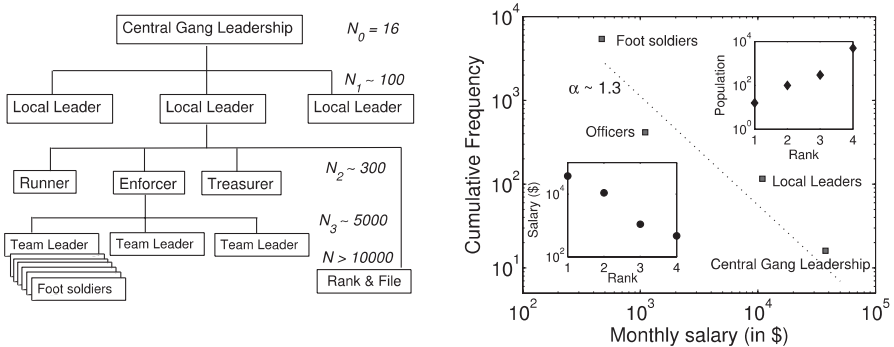 Central Gang Leadership
N0 = 16
N1 ~ 100
Local Leader
Local Leader
Local Leader
Runner
Enforcer
Treasurer
N2 ~ 300
N3 ~ 5000
Team Leader
Team Leader
Team Leader
N > 10000
Foot soldiers
Rank & File
Cumulative Frequency
10^4
10^3
10^2
10^1
10^2
10^3
10^4
10^5
Monthly salary (in $)
Foot soldiers
α ~ 1.3
Officers
Local Leaders
Central Gang Leadership
Population
10^4
10^2
10^0
1
2
3
4
Rank
Salary ($)
10^4
10^2
1
2
3
4
Rank